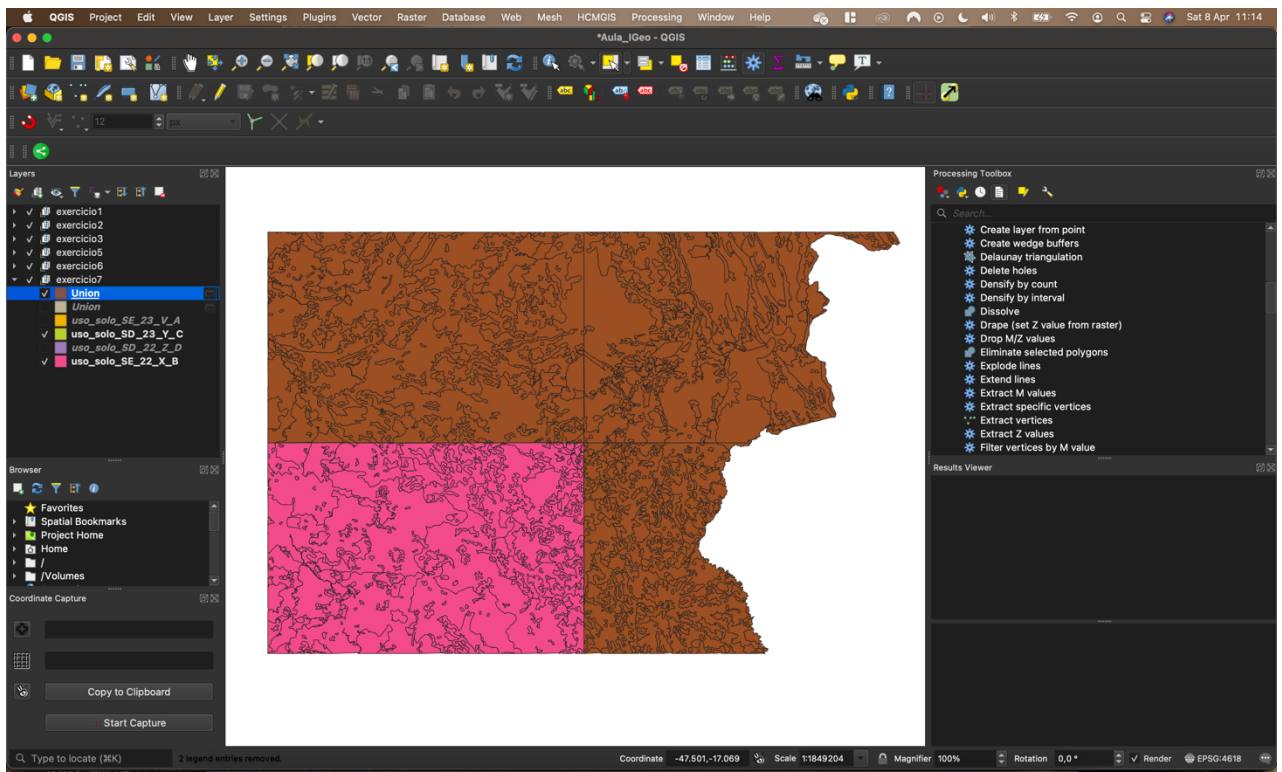 QGIS Project Edit View Layer Settings Plugins Vector Raster Database Web Mesh HCMGIS Processing Window Help Sat 8 Apr 11:14
*Aula_IGeo - QGIS
12 px
Layers
exercicio1
exercicio2
exercicio3
exercicio5
exercicio6
exercicio7
Union
Union
uso_solo_SE_23_V_A
uso_solo_SD_23_Y_C
uso_solo_SD_22_Z_D
uso_solo_SE_22_X_B
Browser
Favorites
Spatial Bookmarks
Project Home
Home
/
/Volumes
Coordinate Capture
Copy to Clipboard
Start Capture
Processing Toolbox
Search...
Create layer from point
Create wedge buffers
Delaunay triangulation
Delete holes
Densify by count
Densify by interval
Dissolve
Drape (set Z value from raster)
Drop M/Z values
Eliminate selected polygons
Explode lines
Extend lines
Extract M values
Extract specific vertices
Extract vertices
Extract Z values
Filter vertices by M value
Results Viewer
Type to locate (⌘K) 2 legend entries removed. Coordinate -47.501,-17.069 Scale 1:1849204 Magnifier 100% Rotation 0,0 ° Render EPSG:4618